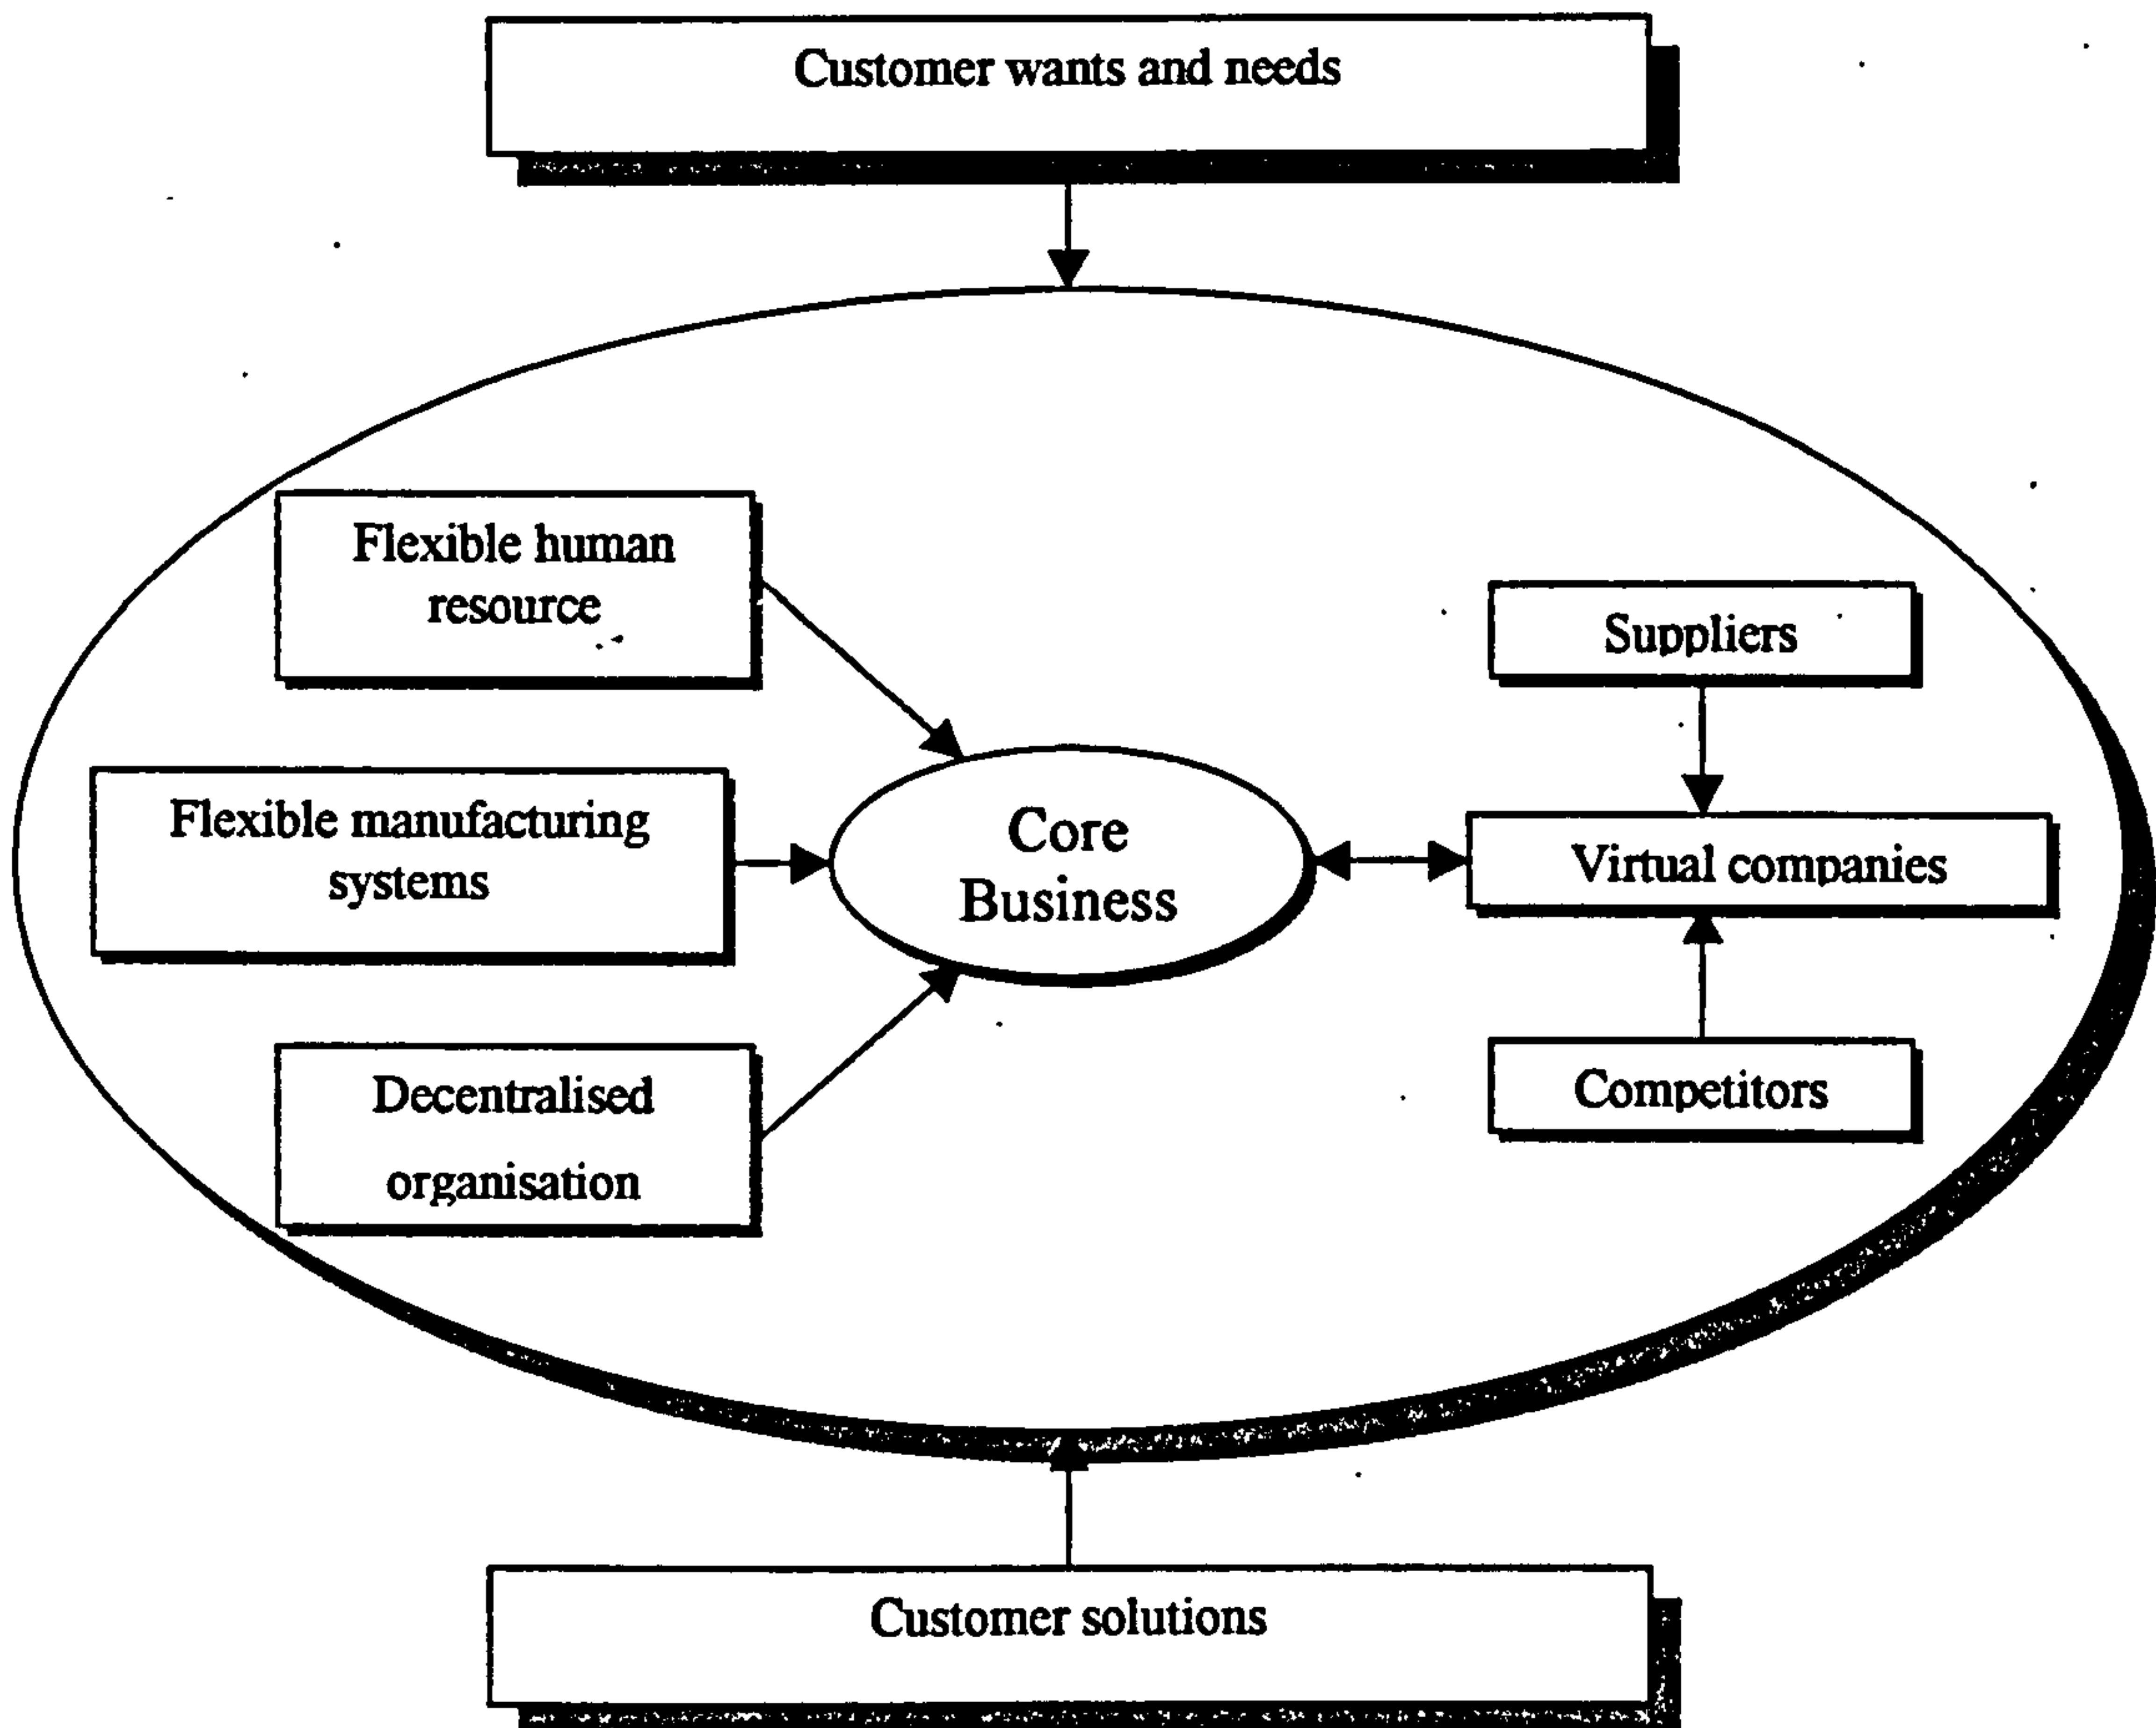 Customer wants and needs
Flexible human
resource
Suppliers
Flexible manufacturing
systems
Core
Business
Virtual companies
Decentralised
organisation
Competitors
Customer solutions